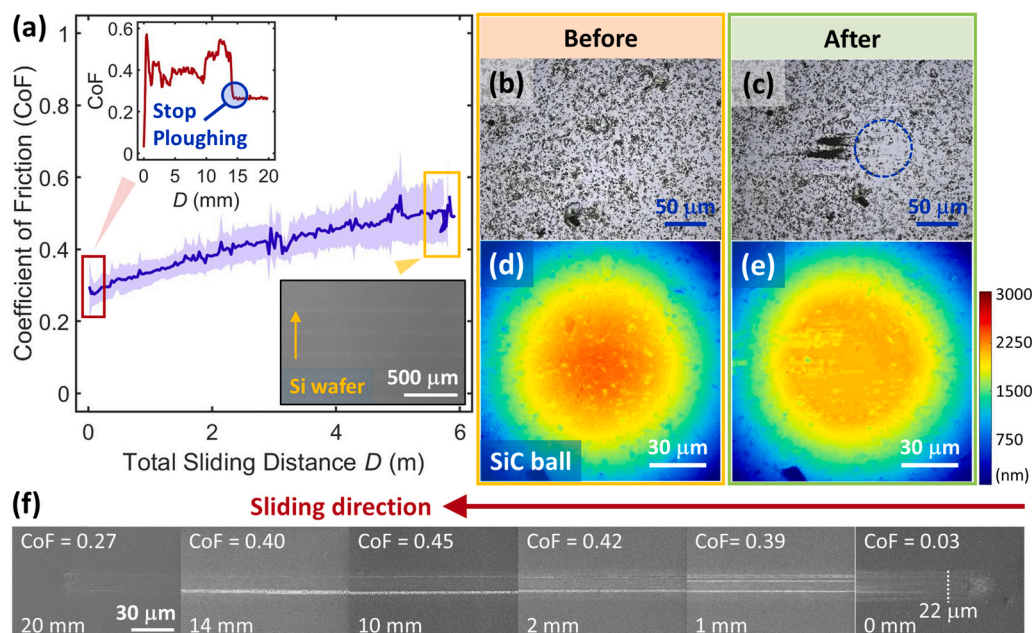 (a)
Coefficient of Friction (CoF)
1
0.8
0.6
0.4
0.2
0
0
2
4
6
Total Sliding Distance D (m)
CoF
0.6
0.4
0.2
0
Stop
Ploughing
0
5
10
15
20
D (mm)
Si wafer
500 μm
Before
After
(b)
(c)
50 μm
50 μm
(d)
(e)
SiC ball
30 μm
30 μm
3000
2250
1500
750
(nm)
(f)
Sliding direction
CoF = 0.27
CoF = 0.40
CoF = 0.45
CoF = 0.42
CoF= 0.39
CoF = 0.03
20 mm
30 μm
14 mm
10 mm
2 mm
1 mm
0 mm
22 μm